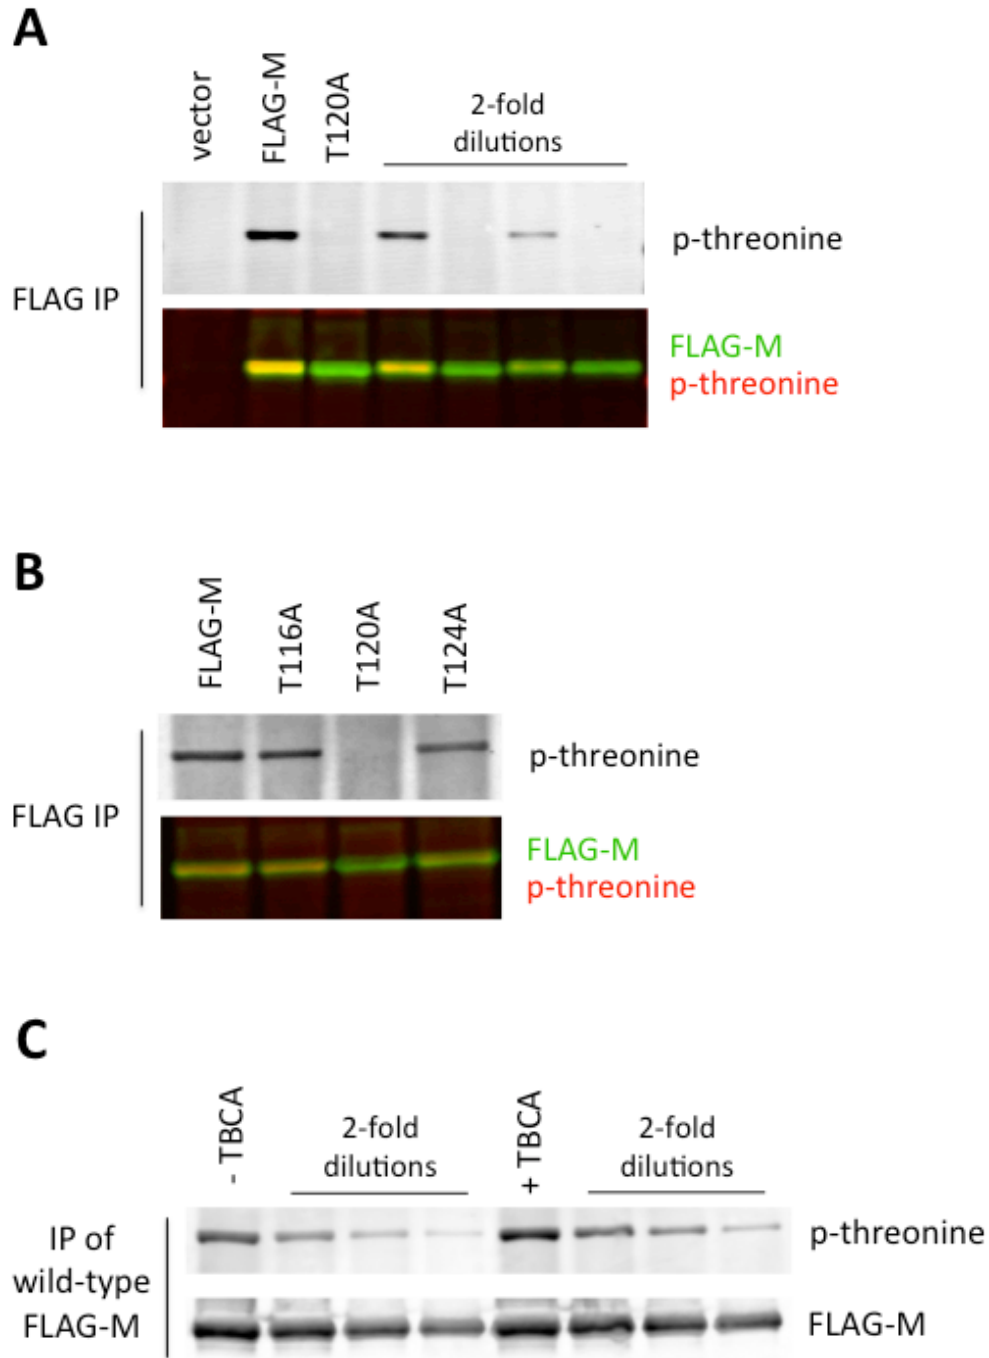 A
vector
FLAG-M
T120A
2-fold
dilutions
FLAG IP
p-threonine
FLAG-M
p-threonine
B
FLAG-M
T116A
T120A
T124A
FLAG IP
p-threonine
FLAG-M
p-threonine
C
- TBCA
2-fold
dilutions
+ TBCA
2-fold
dilutions
IP of
wild-type
FLAG-M
p-threonine
FLAG-M